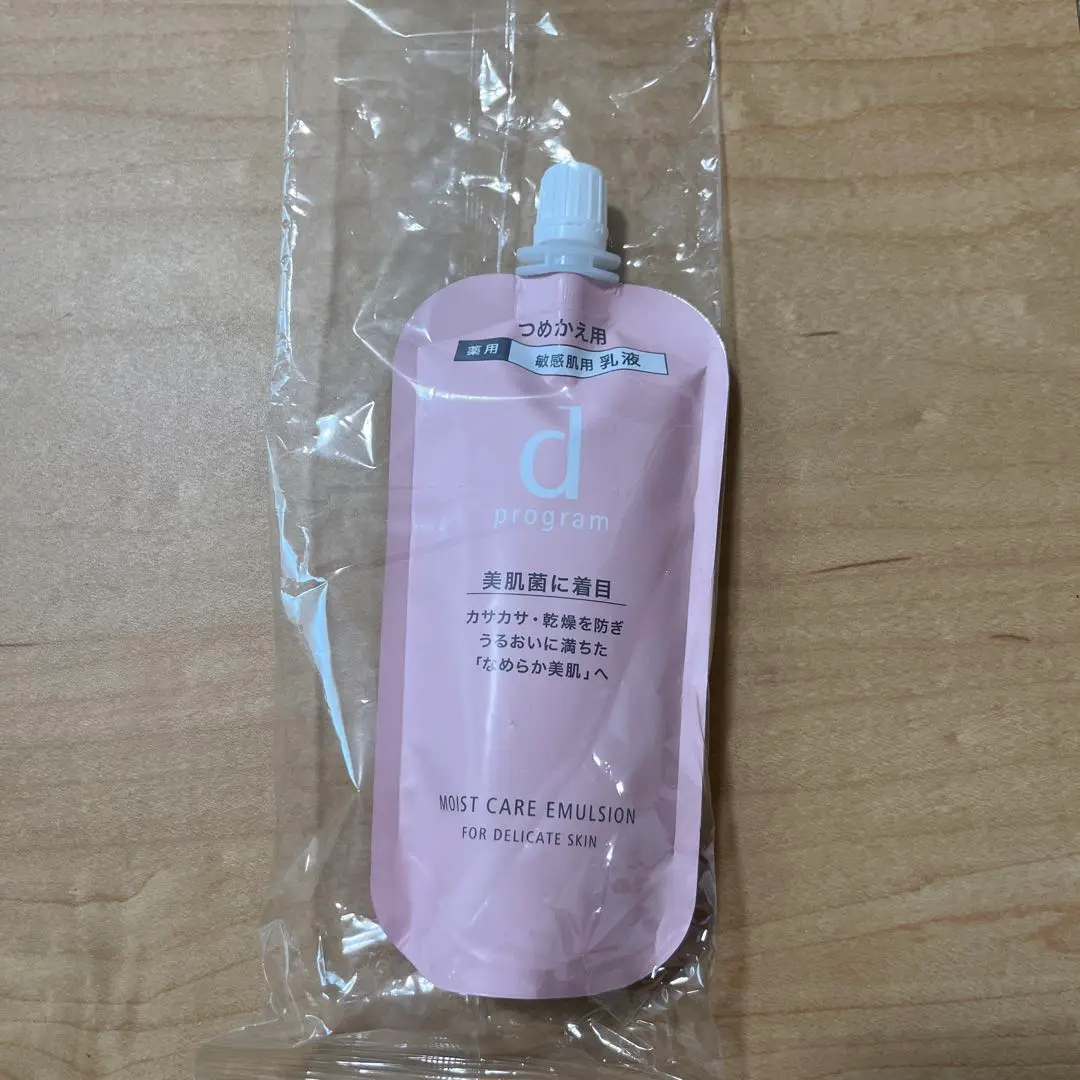 つめかえ用
薬用 敏感肌用 乳液
d
program
美肌菌に着目
カサカサ・乾燥を防ぎ
うるおいに満ちた
「なめらか美肌」へ
MOIST CARE EMULSION
FOR DELICATE SKIN